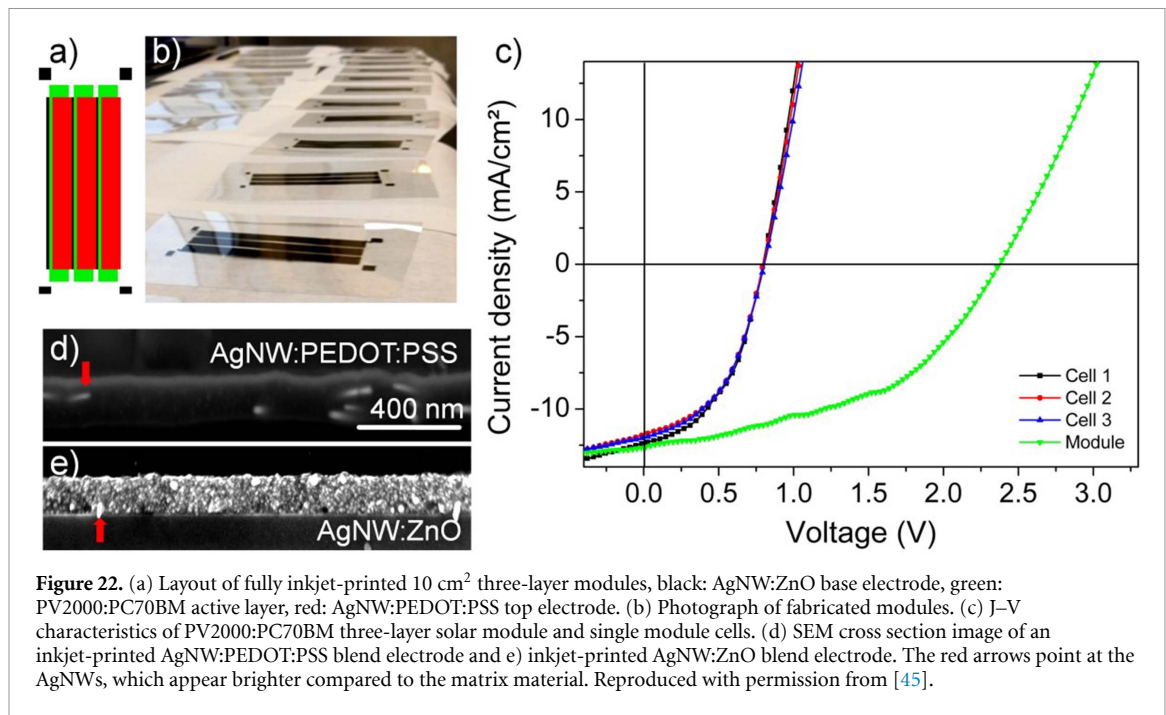 a)
b)
c)
Current density (mA/cm²)
10
5
0
-5
-10
0.0 0.5 1.0 1.5 2.0 2.5 3.0
Voltage (V)
Cell 1
Cell 2
Cell 3
Module
d)
AgNW:PEDOT:PSS
400 nm
e)
AgNW:ZnO
Figure 22. (a) Layout of fully inkjet-printed 10 cm² three-layer modules, black: AgNW:ZnO base electrode, green:
PV2000:PC70BM active layer, red: AgNW:PEDOT:PSS top electrode. (b) Photograph of fabricated modules. (c) J–V
characteristics of PV2000:PC70BM three-layer solar module and single module cells. (d) SEM cross section image of an
inkjet-printed AgNW:PEDOT:PSS blend electrode and e) inkjet-printed AgNW:ZnO blend electrode. The red arrows point at the
AgNWs, which appear brighter compared to the matrix material. Reproduced with permission from [45].